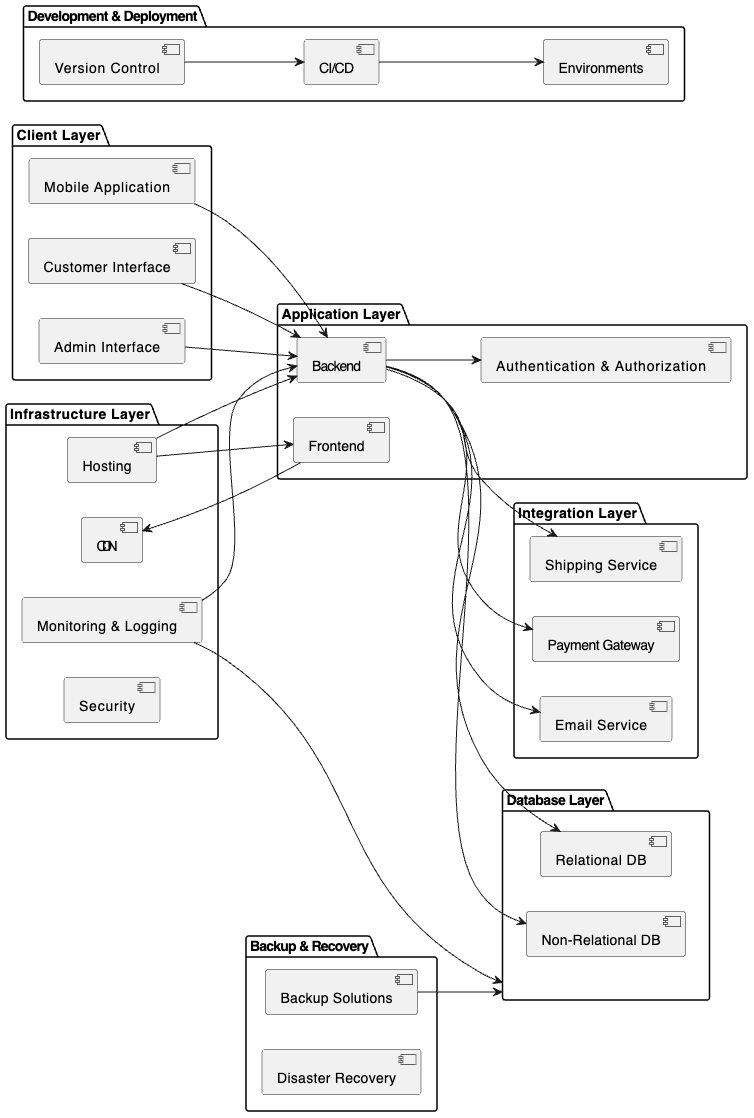 Development & Deployment
Version Control
CI/CD
Environments
Client Layer
Mobile Application
Customer Interface
Admin Interface
Application Layer
Backend
Authentication & Authorization
Frontend
Infrastructure Layer
Hosting
CDN
Monitoring & Logging
Security
Integration Layer
Shipping Service
Payment Gateway
Email Service
Database Layer
Relational DB
Non-Relational DB
Backup & Recovery
Backup Solutions
Disaster Recovery